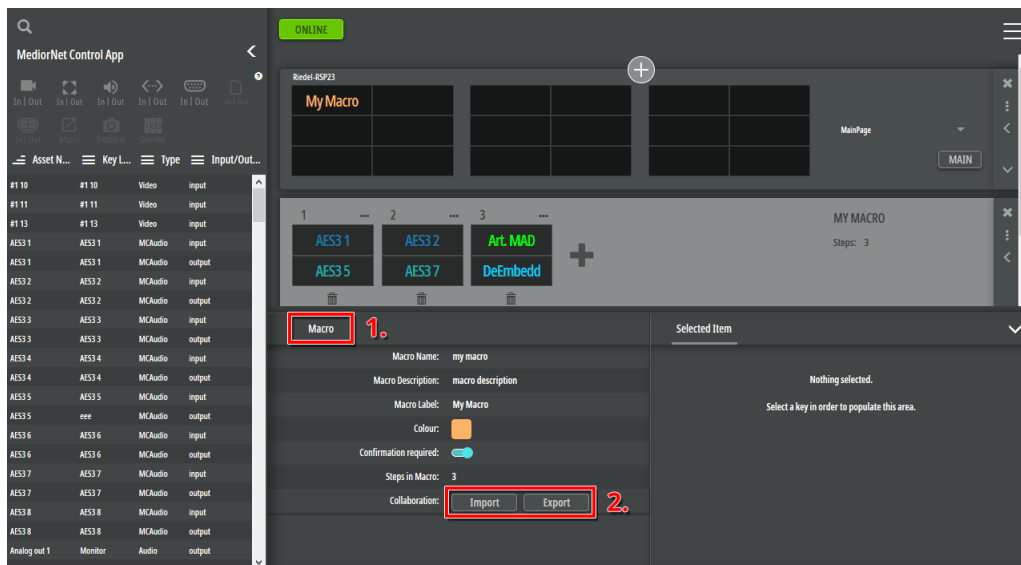 MediorNet Control App
In | Out In | Out In | Out In | Out In | Out In | Out
In | Out Macro Snapshot Counter
Asset N... Key L... Type Input/Out...
#1 10 #1 10 Video input
#1 11 #1 11 Video input
#1 13 #1 13 Video input
AES3 1 AES3 1 MCAudio input
AES3 1 AES3 1 MCAudio output
AES3 2 AES3 2 MCAudio input
AES3 2 AES3 2 MCAudio output
AES3 3 AES3 3 MCAudio input
AES3 3 AES3 3 MCAudio output
AES3 4 AES3 4 MCAudio input
AES3 4 AES3 4 MCAudio output
AES3 5 AES3 5 MCAudio input
AES3 5 eee MCAudio output
AES3 6 AES3 6 MCAudio input
AES3 6 AES3 6 MCAudio output
AES3 7 AES3 7 MCAudio input
AES3 7 AES3 7 MCAudio output
AES3 8 AES3 8 MCAudio input
AES3 8 AES3 8 MCAudio output
Analog out 1 Monitor Audio output
ONLINE
Riedel-RSP23
My Macro
MainPage
MAIN
1 ... 2 ... 3 ...
AES3 1 AES3 2 Art. MAD
AES3 5 AES3 7 DeEmbedd
MY MACRO
Steps: 3
Macro 1.
Macro Name: my macro
Macro Description: macro description
Macro Label: My Macro
Colour:
Confirmation required:
Steps in Macro: 3
Collaboration: Import Export 2.
Selected Item
Nothing selected.
Select a key in order to populate this area.